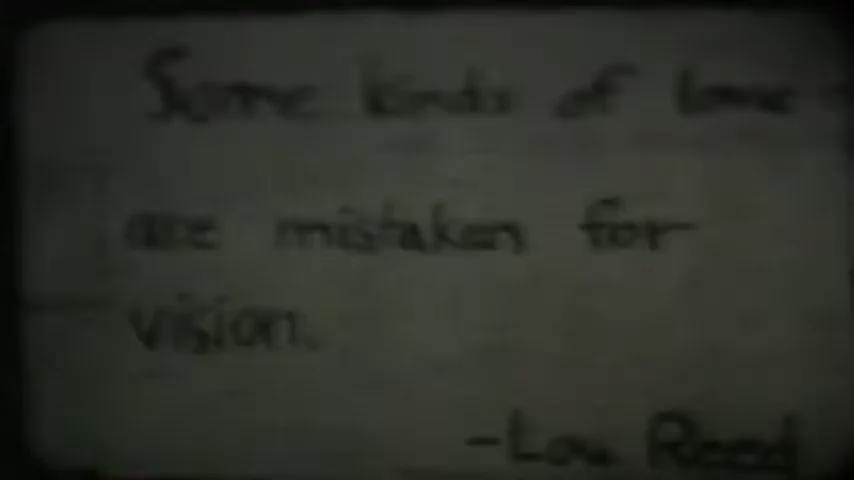 Some kinds of love
are mistaken for
vision.
-Lou Reed